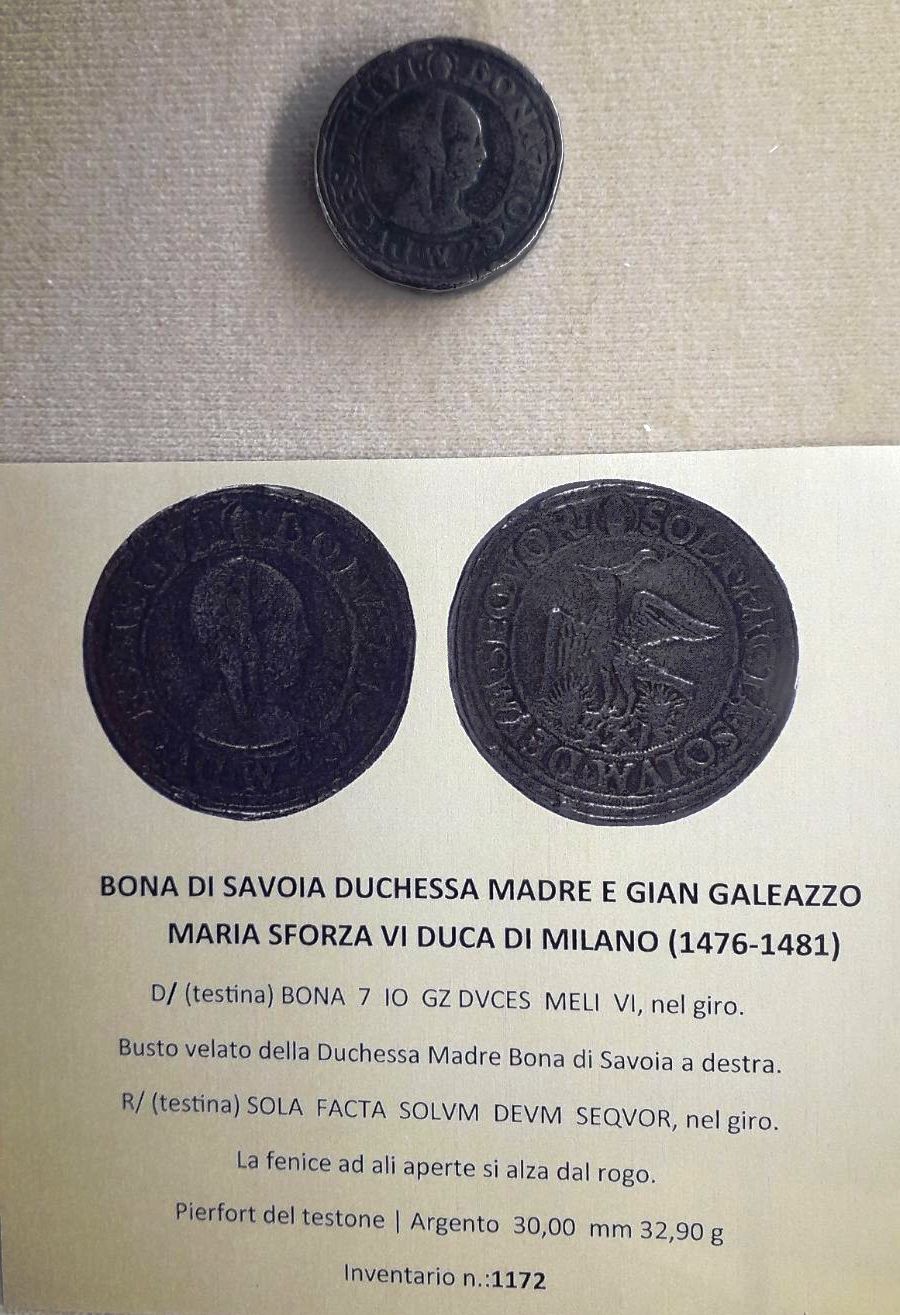 BONA DI SAVOIA DUCHESSA MADRE E GIAN GALEAZZO
MARIA SFORZA VI DUCA DI MILANO (1476-1481)
D/ (testina) BONA 7 IO GZ DVCES MELI VI, nel giro.
Busto velato della Duchessa Madre Bona di Savoia a destra.
R/ (testina) SOLA FACTA SOLVM DEVM SEQVOR, nel giro.
La fenice ad ali aperte si alza dal rogo.
Pierfort del testone | Argento 30,00 mm 32,90 g
Inventario n.:1172